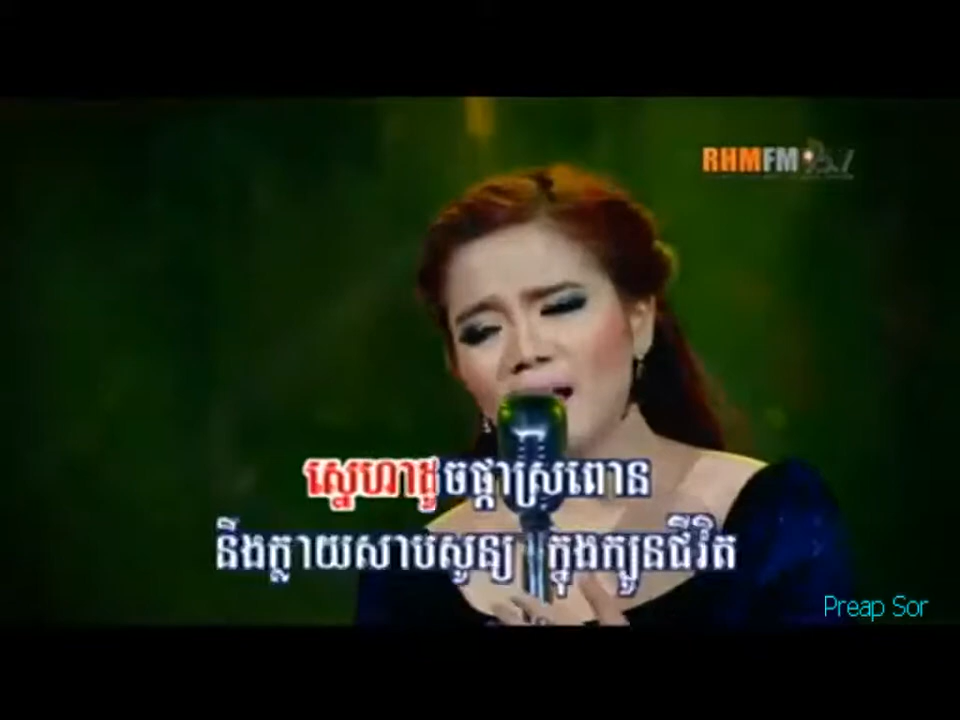 RHMFM
ស្នេហាដូចផ្កាស្រពោន
នឹងក្លាយសាបសូន្យ ក្នុងក្បួនជីវិត
Preap Sor